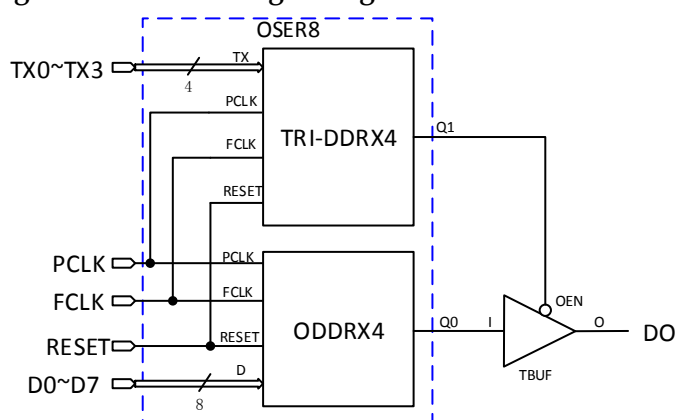 OSER8
TX0~TX3
TX
4
PCLK
TRI-DDRX4
Q1
FCLK
RESET
PCLK
PCLK
FCLK
FCLK
OEN
ODDRX4
Q0
I
O
DO
RESET
RESET
TBUF
D0~D7
D
8